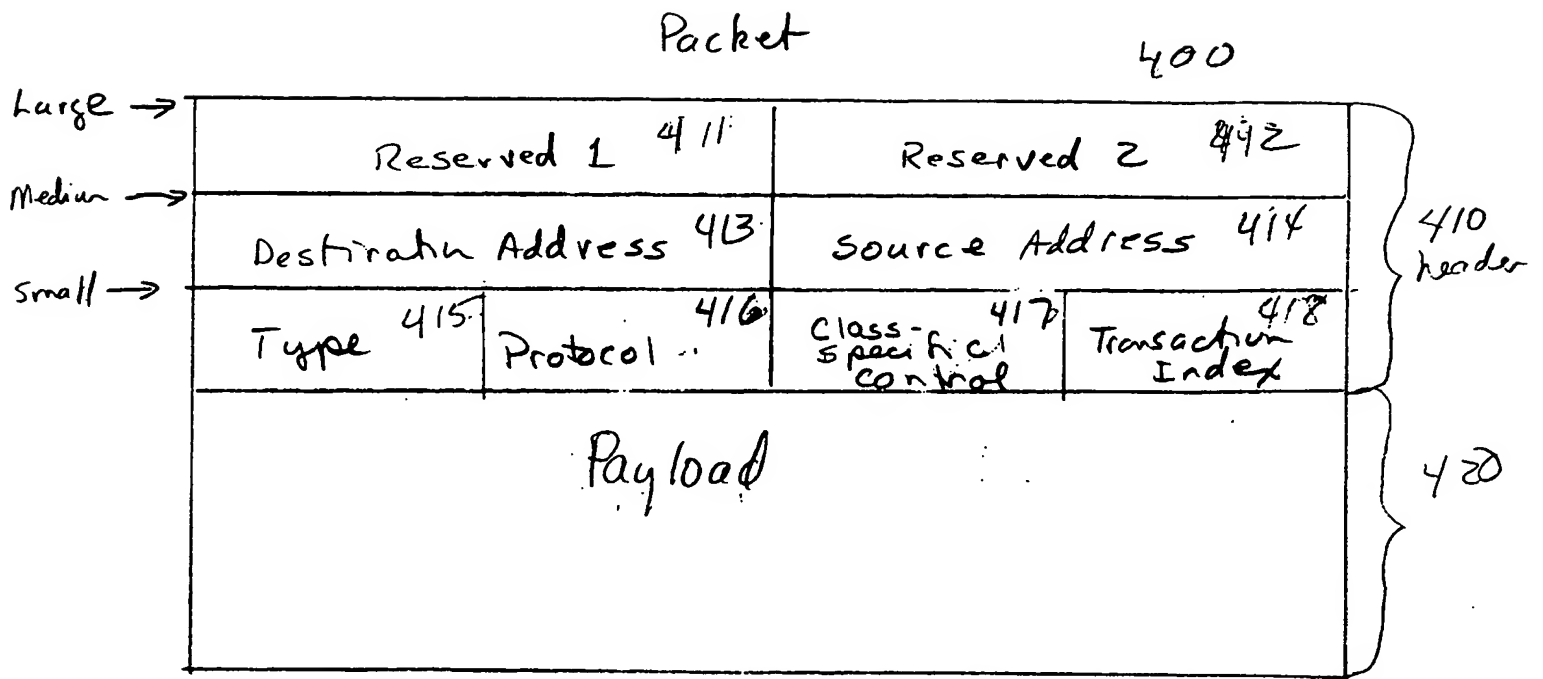 Packet
400
Large →
Reserved 1 411
Reserved 2 412
Medium →
Destination Address 413
Source Address 414
410
header
Small →
Type 415
Protocol 416
Class-
specific
control 417
Transaction
Index 418
Payload
420